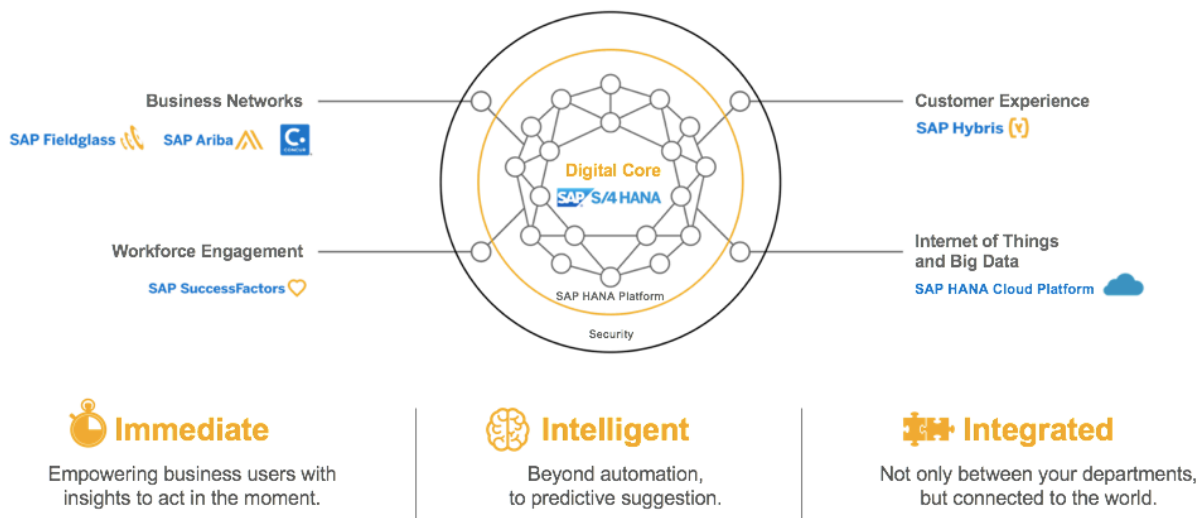 Business Networks
SAP Fieldglass
SAP Ariba
C.
CONCUR
Customer Experience
SAP Hybris
Digital Core
SAP S/4 HANA
Workforce Engagement
SAP SuccessFactors
Internet of Things
and Big Data
SAP HANA Cloud Platform
SAP HANA Platform
Security
Immediate
Empowering business users with
insights to act in the moment.
Intelligent
Beyond automation,
to predictive suggestion.
Integrated
Not only between your departments,
but connected to the world.